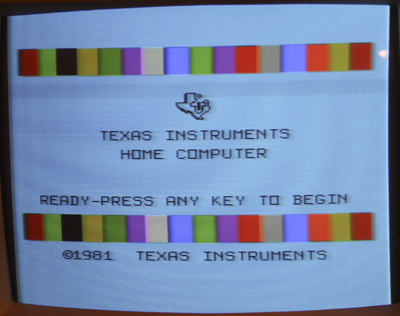 TEXAS INSTRUMENTS
HOME COMPUTER
READY-PRESS ANY KEY TO BEGIN
©1981 TEXAS INSTRUMENTS